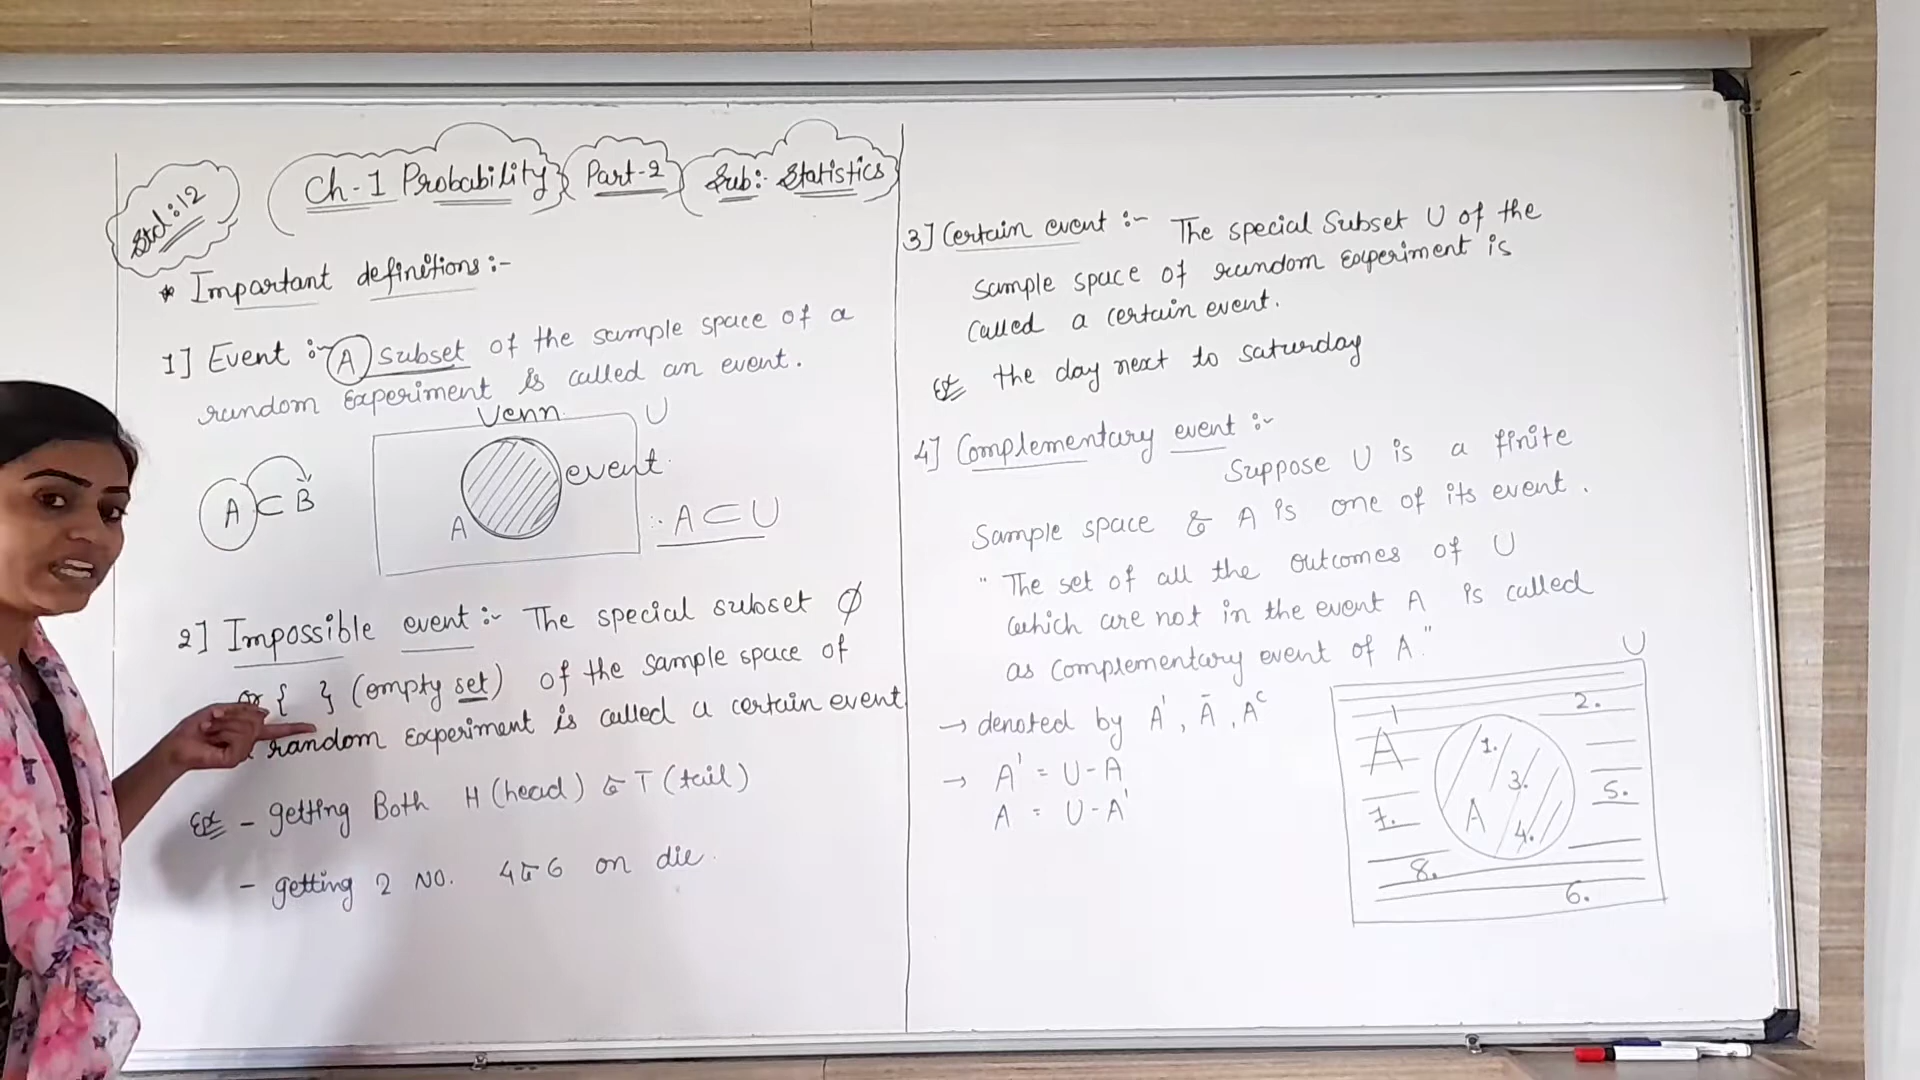 Std:12
Ch-1 Probability Part-2 Sub:- Statistics
* Important definitions:-
1] Event :- A subset of the sample space of a
random Experiment is called an event.
Venn
U
event
A
A ⊂ B
∴ A ⊂ U
2] Impossible event :- The special subset ∅
or { } (empty set) of the sample space of
random Experiment is called a certain event
Ex - getting Both H (head) & T (tail)
- getting 2 NO. 4 & 6 on die.
3] Certain event :- The special Subset U of the
Sample space of random Experiment is
Called a certain event.
Ex the day next to saturday
4] Complementary event :-
Suppose U is a finite
Sample space & A is one of its event.
" The set of all the outcomes of U
which are not in the event A is called
as complementary event of A."
→ denoted by A', Ā, Aᶜ
→ A' = U - A
A = U - A'
U
A'
2.
1.
3.
5.
7.
A
4.
8.
6.